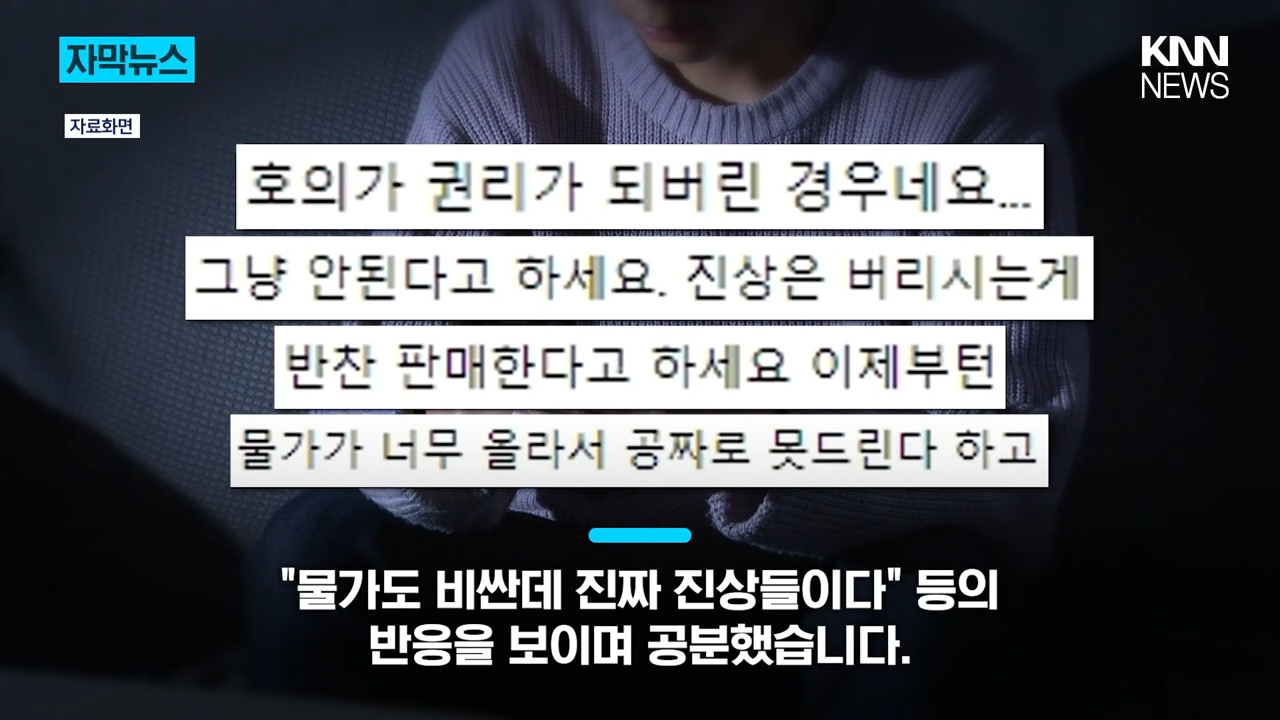 자막뉴스
KNN
NEWS
자료화면
호의가 권리가 되버린 경우네요...
그냥 안된다고 하세요. 진상은 버리시는게
반찬 판매한다고 하세요 이제부턴
물가가 너무 올라서 공짜로 못드린다 하고
"물가도 비싼데 진짜 진상들이다" 등의
반응을 보이며 공분했습니다.